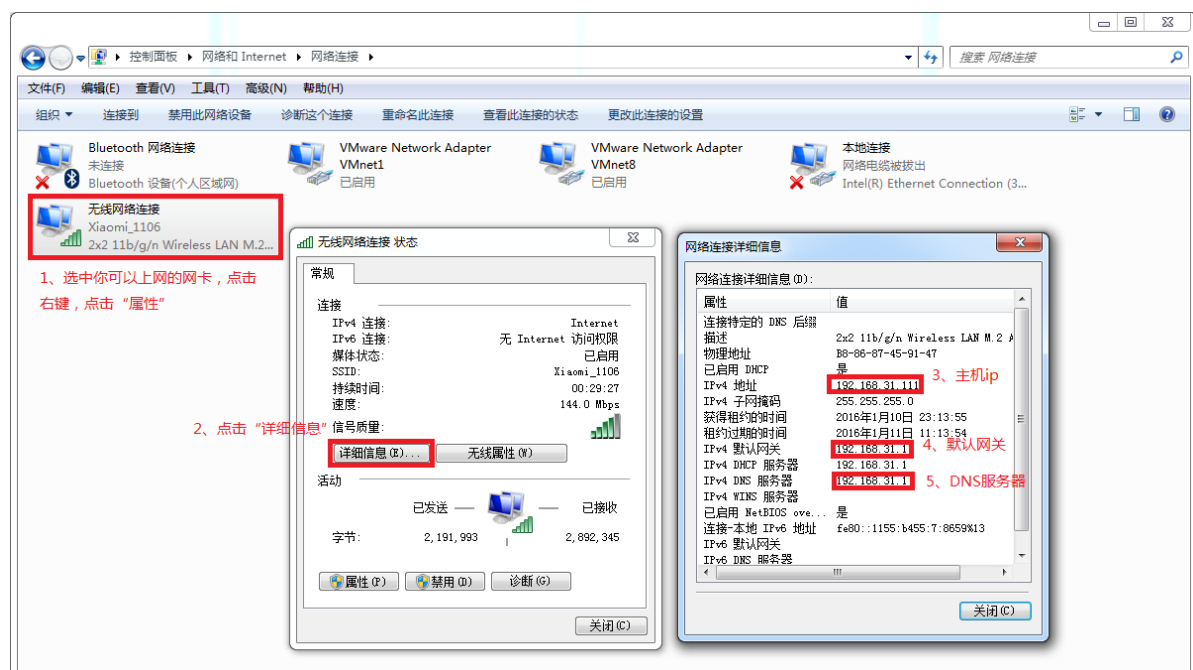 控制面板 ▸ 网络和 Internet ▸ 网络连接 ▸
搜索 网络连接
文件(F) 编辑(E) 查看(V) 工具(T) 高级(N) 帮助(H)
组织 连接到 禁用此网络设备 诊断这个连接 重命名此连接 查看此连接的状态 更改此连接的设置
Bluetooth 网络连接
未连接
Bluetooth 设备(个人区域网)
VMware Network Adapter
VMnet1
已启用
VMware Network Adapter
VMnet8
已启用
本地连接
网络电缆被拔出
Intel(R) Ethernet Connection (3...
无线网络连接
Xiaomi_1106
2x2 11b/g/n Wireless LAN M.2...
1、选中你可以上网的网卡，点击
右键，点击“属性”
无线网络连接 状态
常规
连接
IPv4 连接: Internet
IPv6 连接: 无 Internet 访问权限
媒体状态: 已启用
SSID: Xiaomi_1106
持续时间: 00:29:27
速度: 144.0 Mbps
信号质量:
2、点击“详细信息”
详细信息(E)... 无线属性(W)
活动
已发送 — — 已接收
字节: 2,191,993 2,892,345
属性(P) 禁用(D) 诊断(G)
关闭(C)
网络连接详细信息
网络连接详细信息(D):
属性 值
连接特定的 DNS 后缀
描述 2x2 11b/g/n Wireless LAN M.2 A
物理地址 B8-86-87-45-91-47
已启用 DHCP 是
IPv4 地址 192.168.31.111
3、主机ip
IPv4 子网掩码 255.255.255.0
获得租约的时间 2016年1月10日 23:13:55
租约过期的时间 2016年1月11日 11:13:54
IPv4 默认网关 192.168.31.1
4、默认网关
IPv4 DHCP 服务器 192.168.31.1
IPv4 DNS 服务器 192.168.31.1
5、DNS服务器
IPv4 WINS 服务器
已启用 NetBIOS ove... 是
连接-本地 IPv6 地址 fe80::1155:b455:7:8659%13
IPv6 默认网关
IPv6 DNS 服务器
关闭(C)